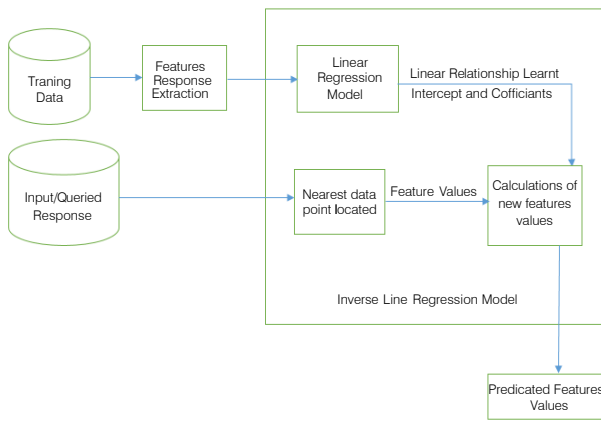 Traning
Data
Features
Response
Extraction
Linear
Regression
Model
Linear Relationship Learnt
Intercept and Cofficiants
Input/Queried
Response
Nearest data
point located
Feature Values
Calculations of
new features
values
Inverse Line Regression Model
Predicated Features
Values